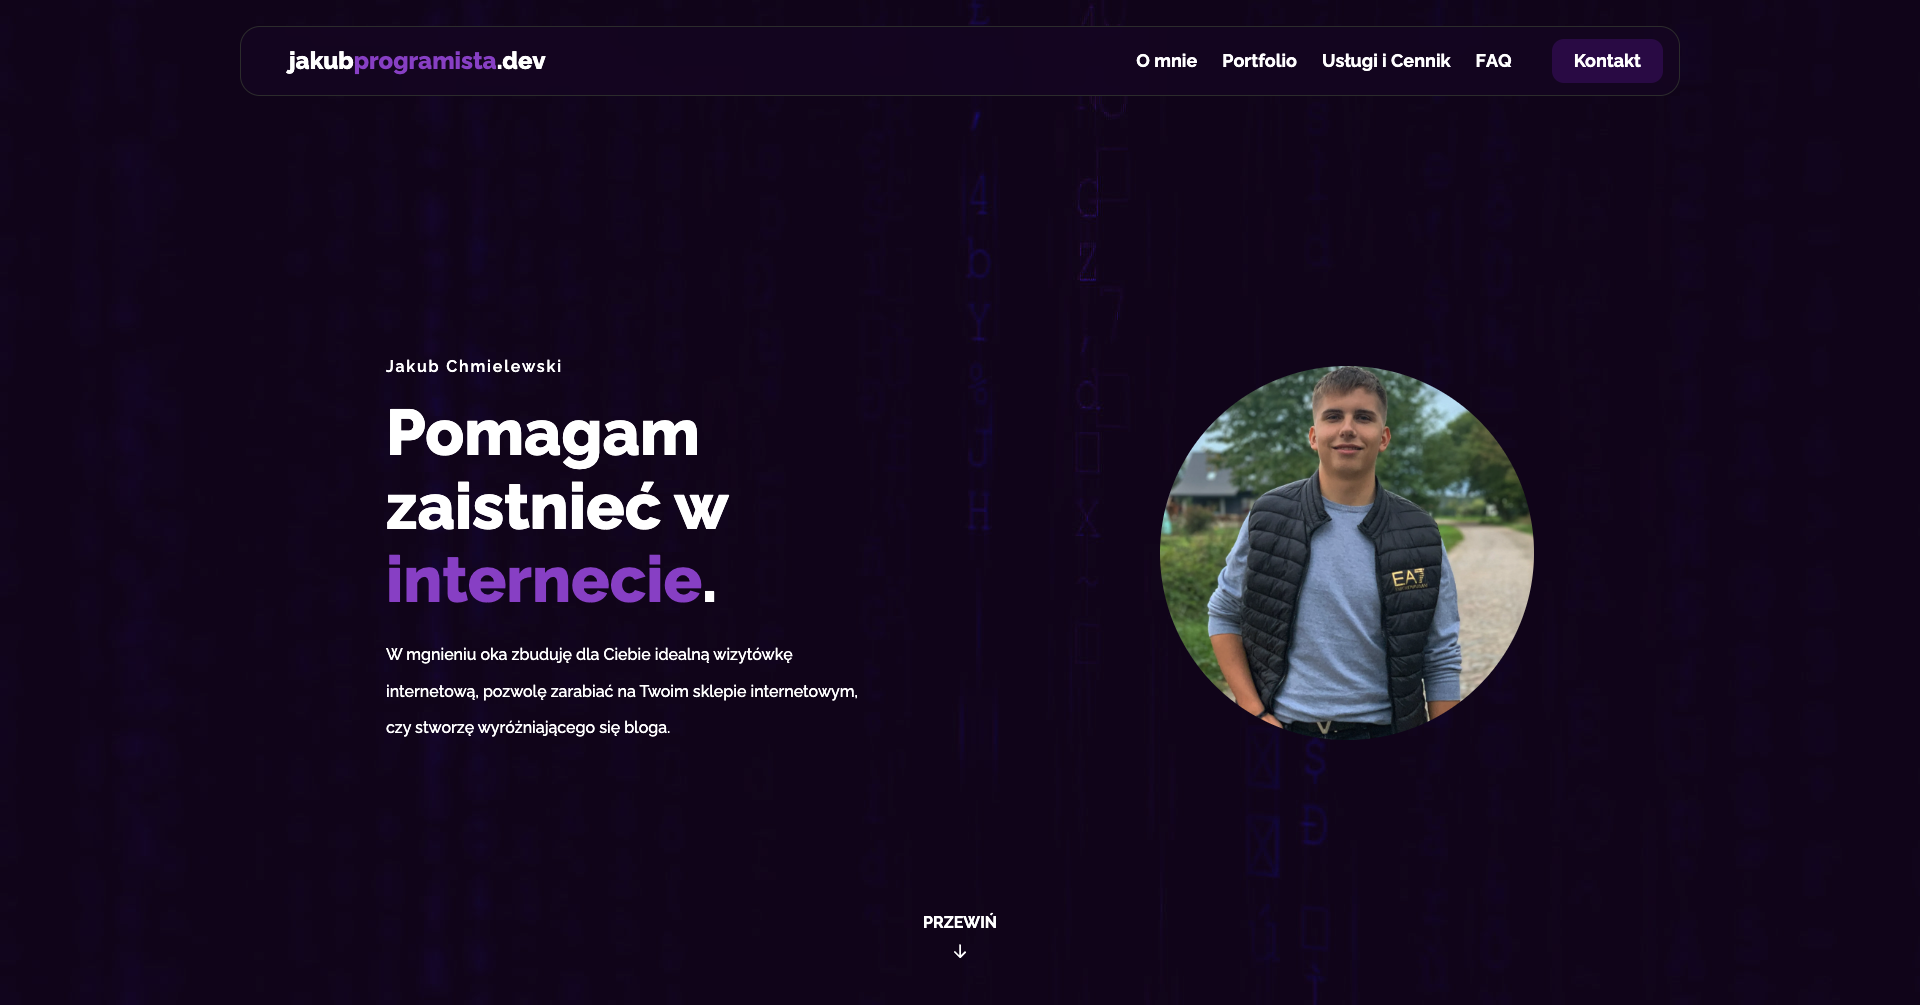 jakubprogramista.dev
O mnie Portfolio Usługi i Cennik FAQ Kontakt
Jakub Chmielewski
Pomagam
zaistnieć w
internecie.
W mgnieniu oka zbuduję dla Ciebie idealną wizytówkę
internetową, pozwolę zarabiać na Twoim sklepie internetowym,
czy stworzę wyróżniającego się bloga.
EA7
PRZEWIŃ